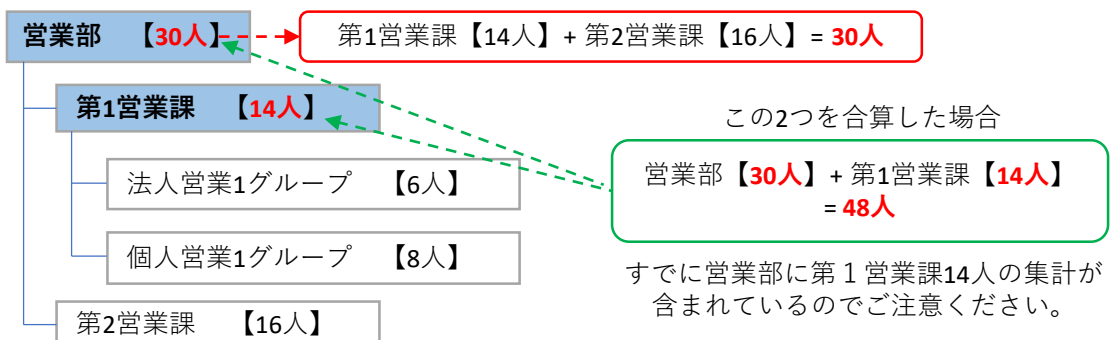 営業部　【30人】
第1営業課【14人】+ 第2営業課【16人】= 30人
第1営業課　【14人】
この2つを合算した場合
法人営業1グループ　【6人】
営業部【30人】+ 第1営業課【14人】
= 48人
個人営業1グループ　【8人】
すでに営業部に第１営業課14人の集計が
含まれているのでご注意ください。
第2営業課　【16人】